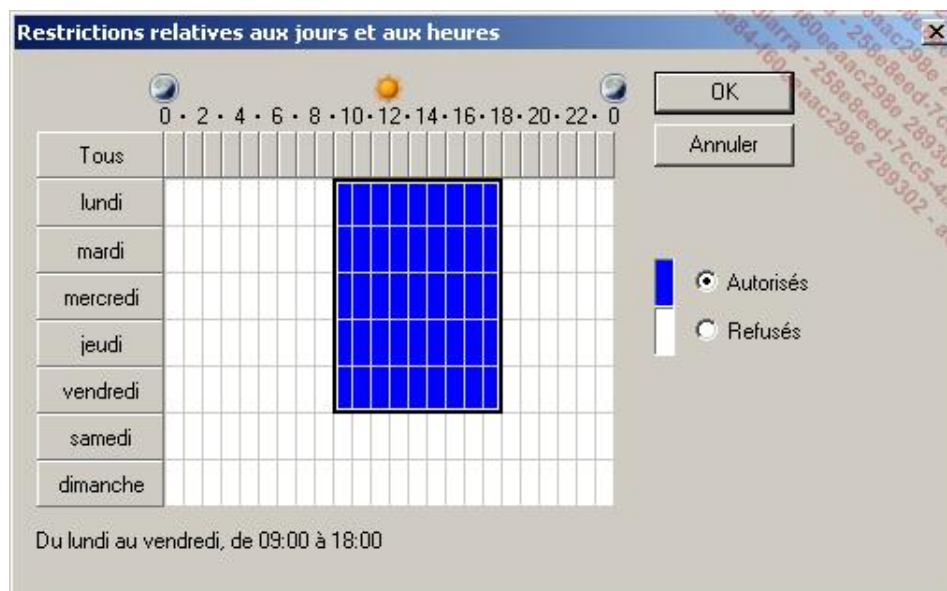 Restrictions relatives aux jours et aux heures
OK
0 · 2 · 4 · 6 · 8 · 10 · 12 · 14 · 16 · 18 · 20 · 22 · 0
Annuler
Tous
lundi
mardi
mercredi
jeudi
vendredi
samedi
dimanche
Autorisés
Refusés
Du lundi au vendredi, de 09:00 à 18:00